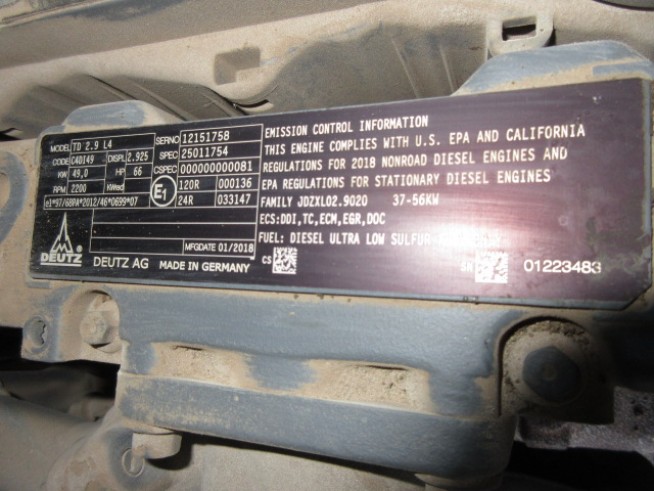 MODEL TD 2.9 L4
CODE C4DI49 DISPL 2.925
KW 49,0 HP 66
RPM 2200 KWred
e1*97/68RA*2012/46*0699*07
DEUTZ
SERNO 12151758
SPEC 25011754
CSPEC 000000000081
E1 120R 000136
24R 033147
MFGDATE 01/2018
DEUTZ AG MADE IN GERMANY
EMISSION CONTROL INFORMATION
THIS ENGINE COMPLIES WITH U.S. EPA AND CALIFORNIA
REGULATIONS FOR 2018 NONROAD DIESEL ENGINES AND
EPA REGULATIONS FOR STATIONARY DIESEL ENGINES
FAMILY JDZXL02.9020 37-56KW
ECS:DDI,TC,ECM,EGR,DOC
FUEL: DIESEL ULTRA LOW SULFUR
CS
SN 01223483